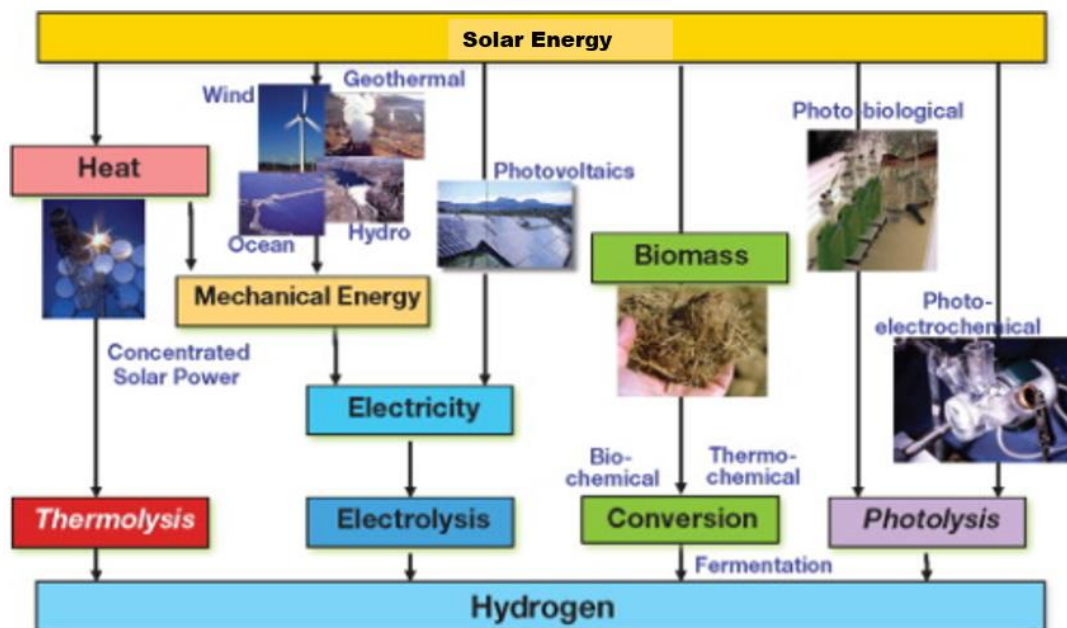 Solar Energy
Geothermal
Wind
Photo-biological
Heat
Photovoltaics
Ocean
Hydro
Biomass
Mechanical Energy
Photo-
electrochemical
Concentrated
Solar Power
Electricity
Bio-
chemical
Thermo-
chemical
Thermolysis
Electrolysis
Conversion
Photolysis
Fermentation
Hydrogen